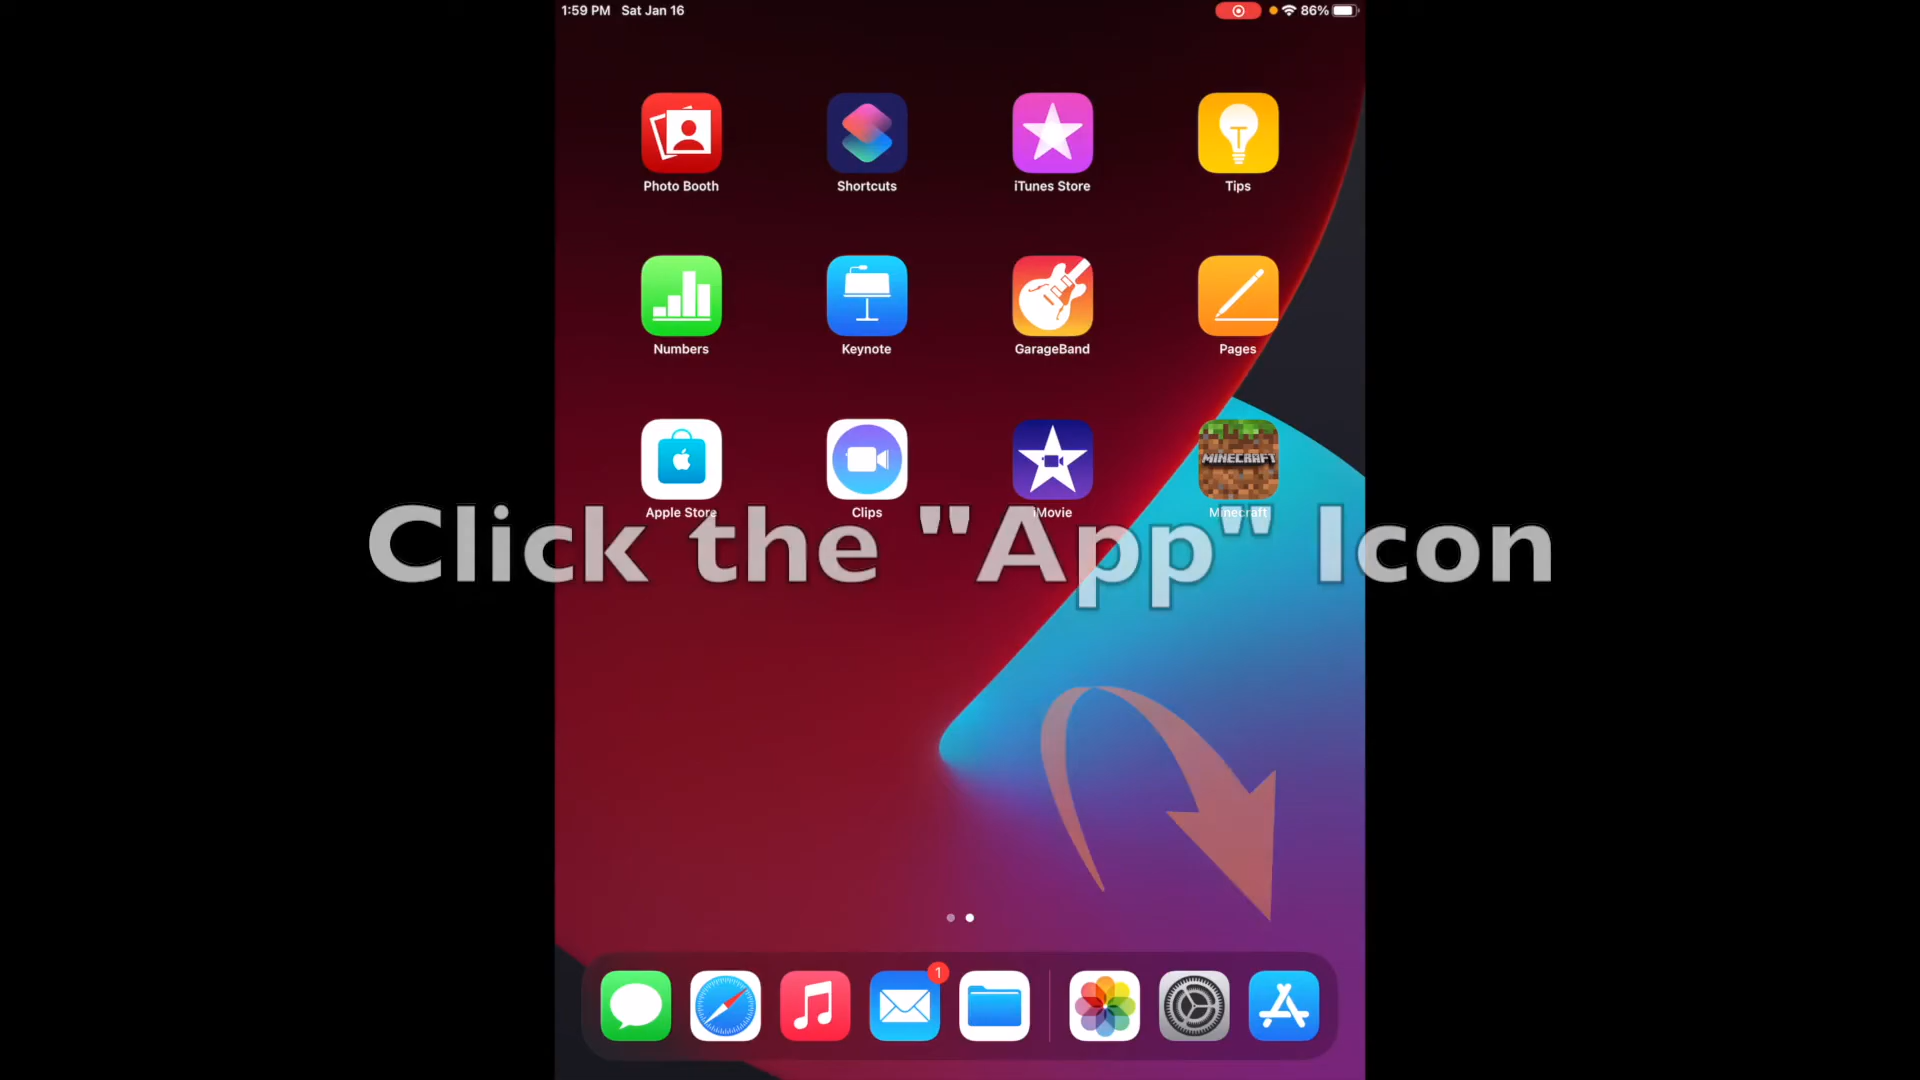 1:59 PM Sat Jan 16 86%
Photo Booth Shortcuts iTunes Store Tips
Numbers Keynote GarageBand Pages
MINECRAFT
Apple Store Clips iMovie Minecraft
Click the "App" Icon
1